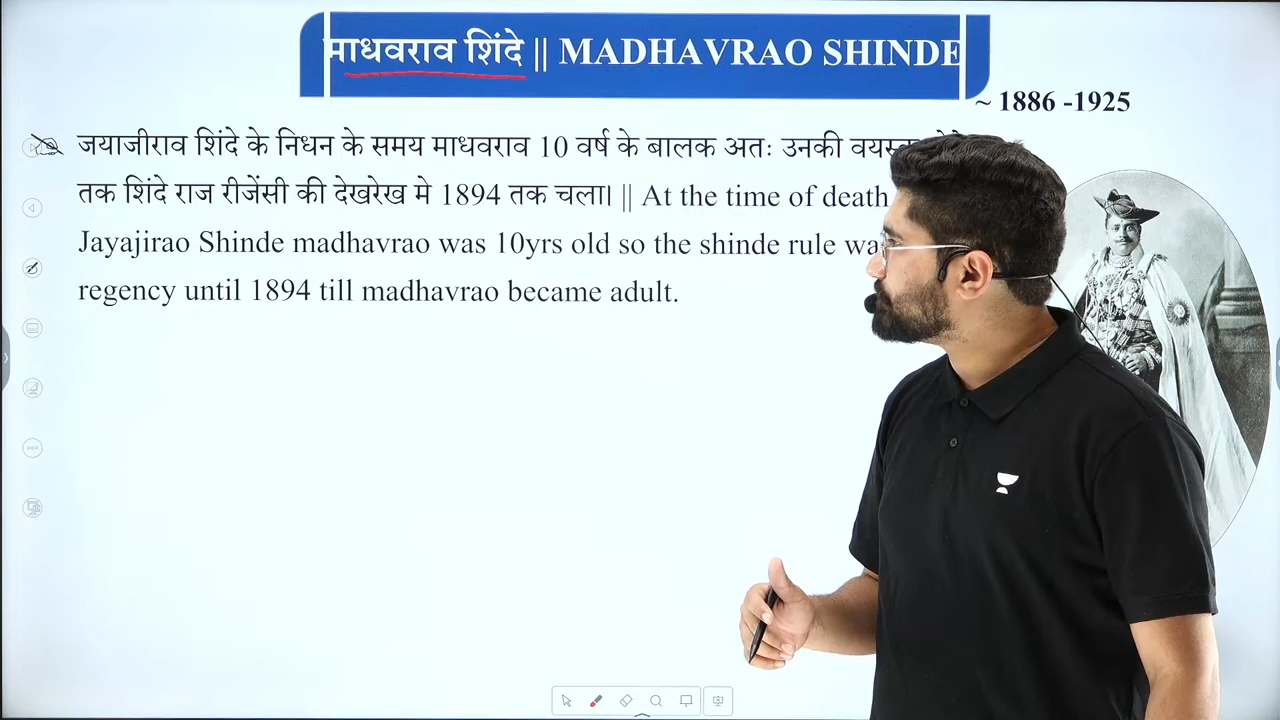 माधवराव शिंदे || MADHAVRAO SHINDE
~ 1886 -1925
जयाजीराव शिंदे के निधन के समय माधवराव 10 वर्ष के बालक अतः उनकी
तक शिंदे राज रीजेंसी की देखरेख मे 1894 तक चला। || At the time of death
Jayajirao Shinde madhavrao was 10yrs old so the shinde rule
regency until 1894 till madhavrao became adult.